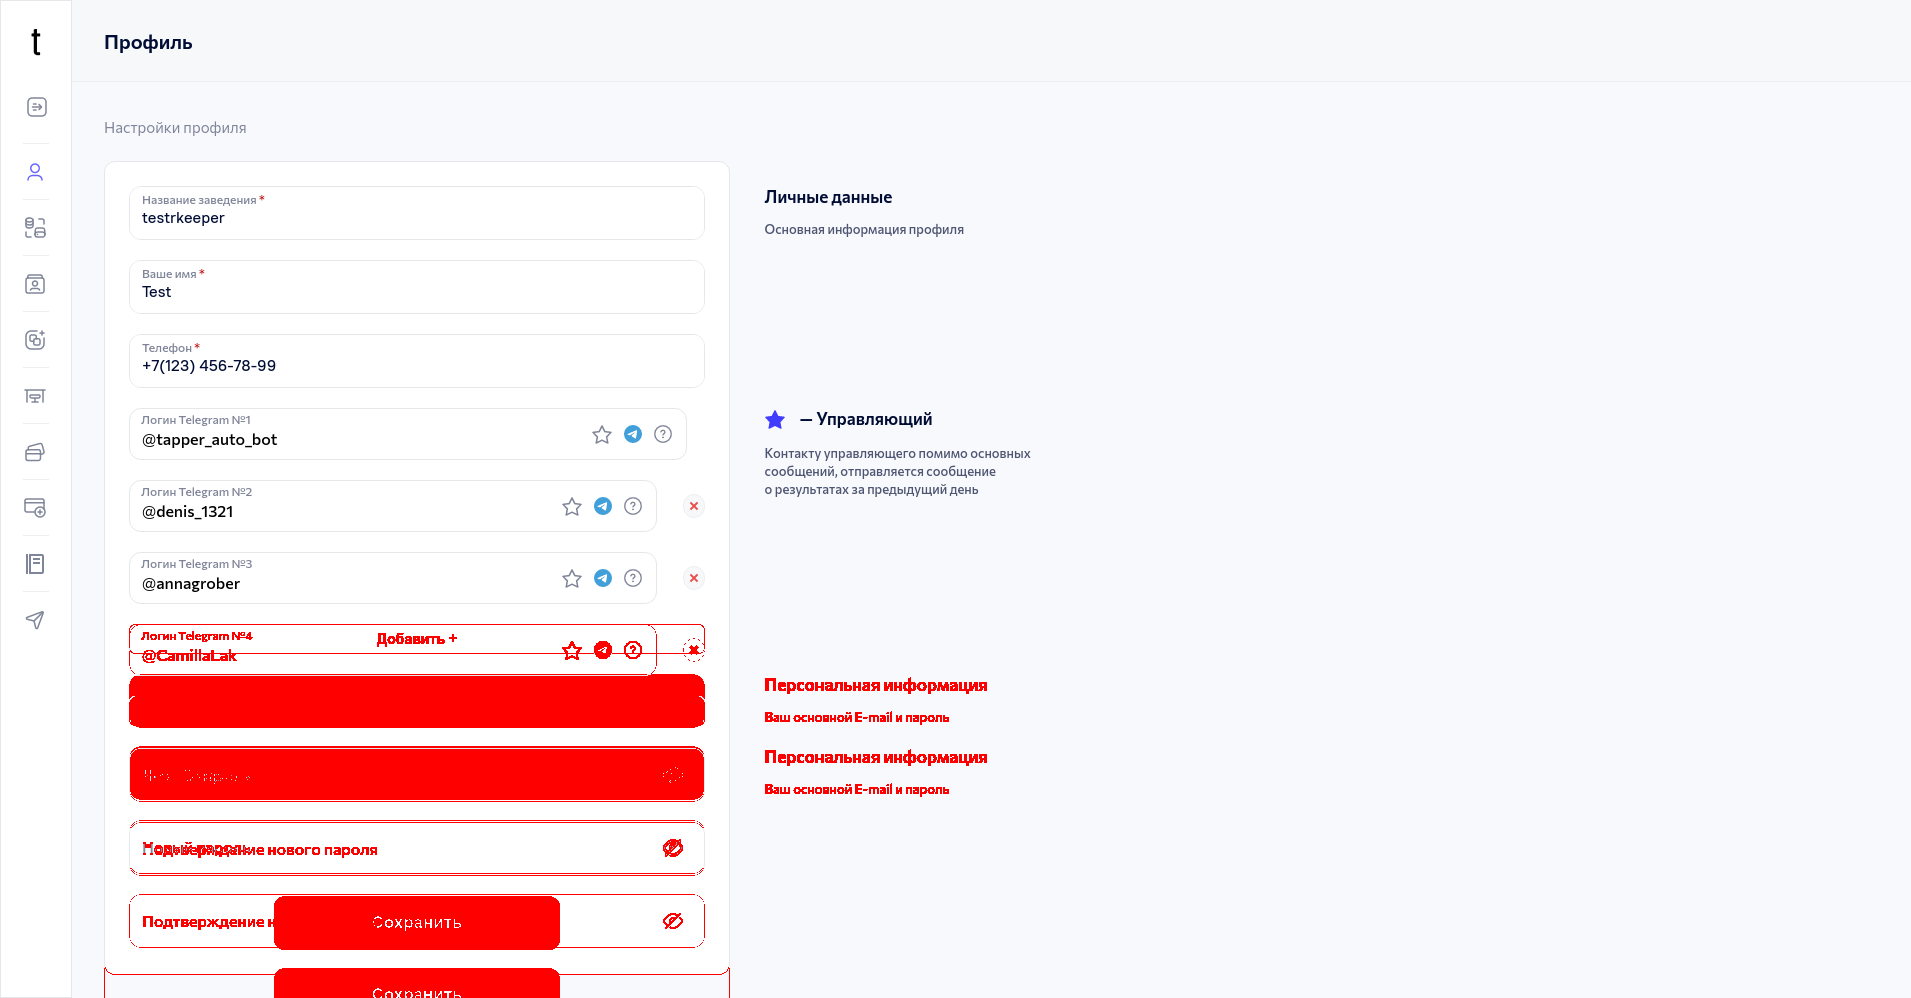 t
Профиль
Настройки профиля
Название заведения *
testrkeeper
Ваше имя *
Test
Телефон *
+7(123) 456-78-99
Логин Telegram №1
@tapper_auto_bot
Логин Telegram №2
@denis_1321
Логин Telegram №3
@annagrober
Логин Telegram №4
Добавить +
@CamillaLak
Подтверждение нового пароля
Подтверждение н
Сохранить
Сохранить
Личные данные
Основная информация профиля
— Управляющий
Контакту управляющего помимо основных
сообщений, отправляется сообщение
о результатах за предыдущий день
Персональная информация
Ваш основной E-mail и пароль
Персональная информация
Ваш основной E-mail и пароль